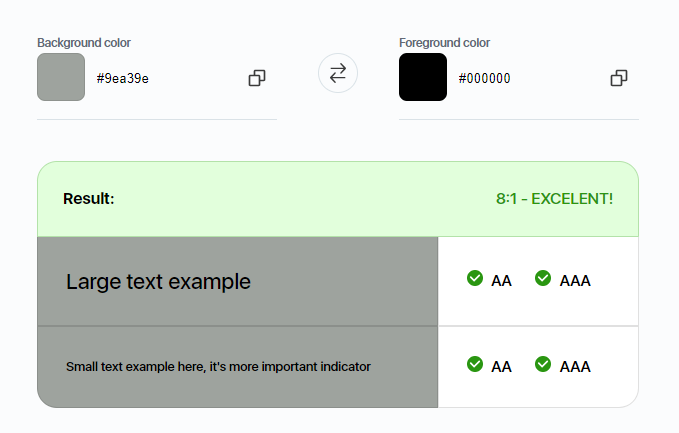 Background color
Foreground color
#9ea39e
#000000
Result:
8:1 - EXCELENT!
Large text example
AA
AAA
Small text example here, it's more important indicator
AA
AAA